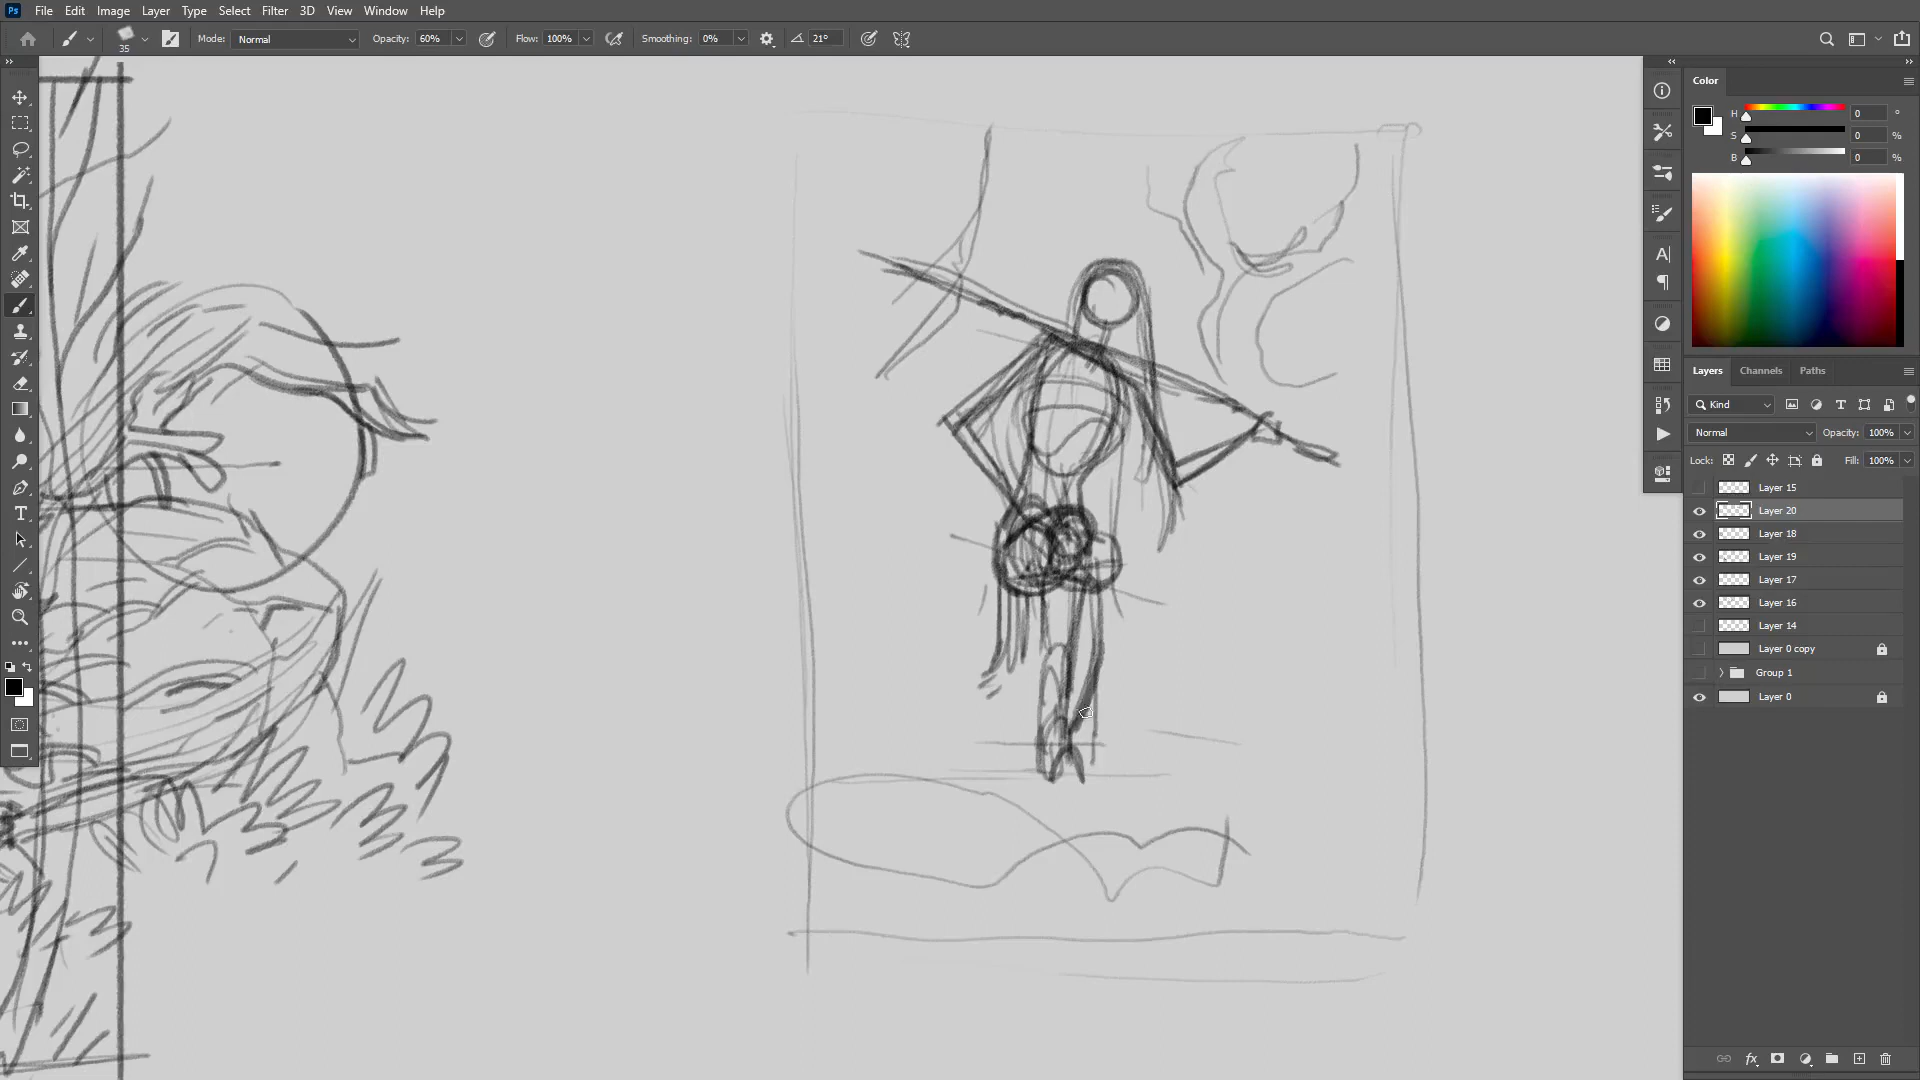 Ps File Edit Image Layer Type Select Filter 3D View Window Help
35 Mode: Normal Opacity: 60% Flow: 100% Smoothing: 0% 21°
Color
H 0 °
S 0 %
B 0 %
Layers Channels Paths
Kind
Normal Opacity: 100%
Lock: Fill: 100%
Layer 15
Layer 20
Layer 18
Layer 19
Layer 17
Layer 16
Layer 14
Layer 0 copy
Group 1
Layer 0